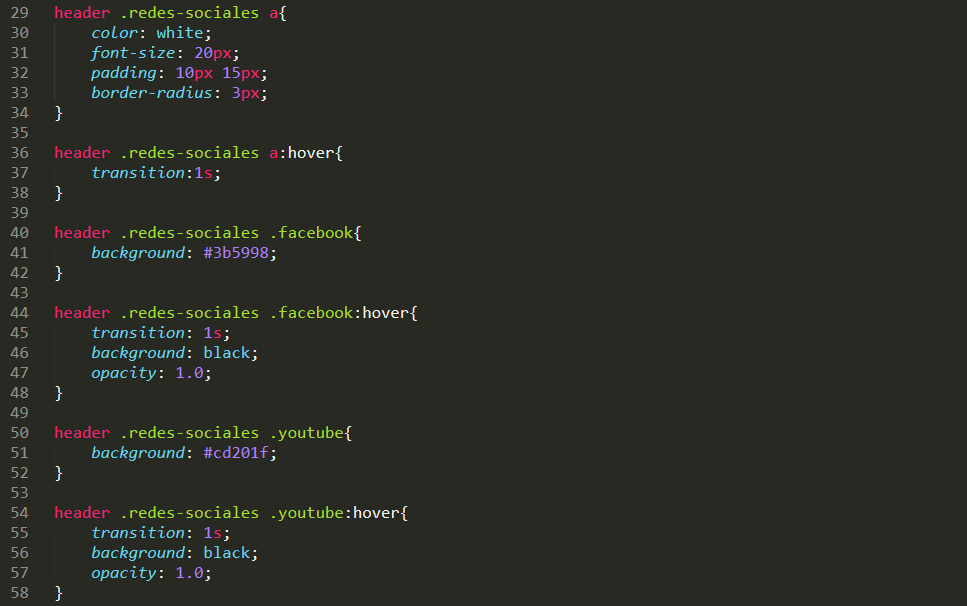 29 header .redes-sociales a{
30     color: white;
31     font-size: 20px;
32     padding: 10px 15px;
33     border-radius: 3px;
34 }
35
36 header .redes-sociales a:hover{
37     transition:1s;
38 }
39
40 header .redes-sociales .facebook{
41     background: #3b5998;
42 }
43
44 header .redes-sociales .facebook:hover{
45     transition: 1s;
46     background: black;
47     opacity: 1.0;
48 }
49
50 header .redes-sociales .youtube{
51     background: #cd201f;
52 }
53
54 header .redes-sociales .youtube:hover{
55     transition: 1s;
56     background: black;
57     opacity: 1.0;
58 }